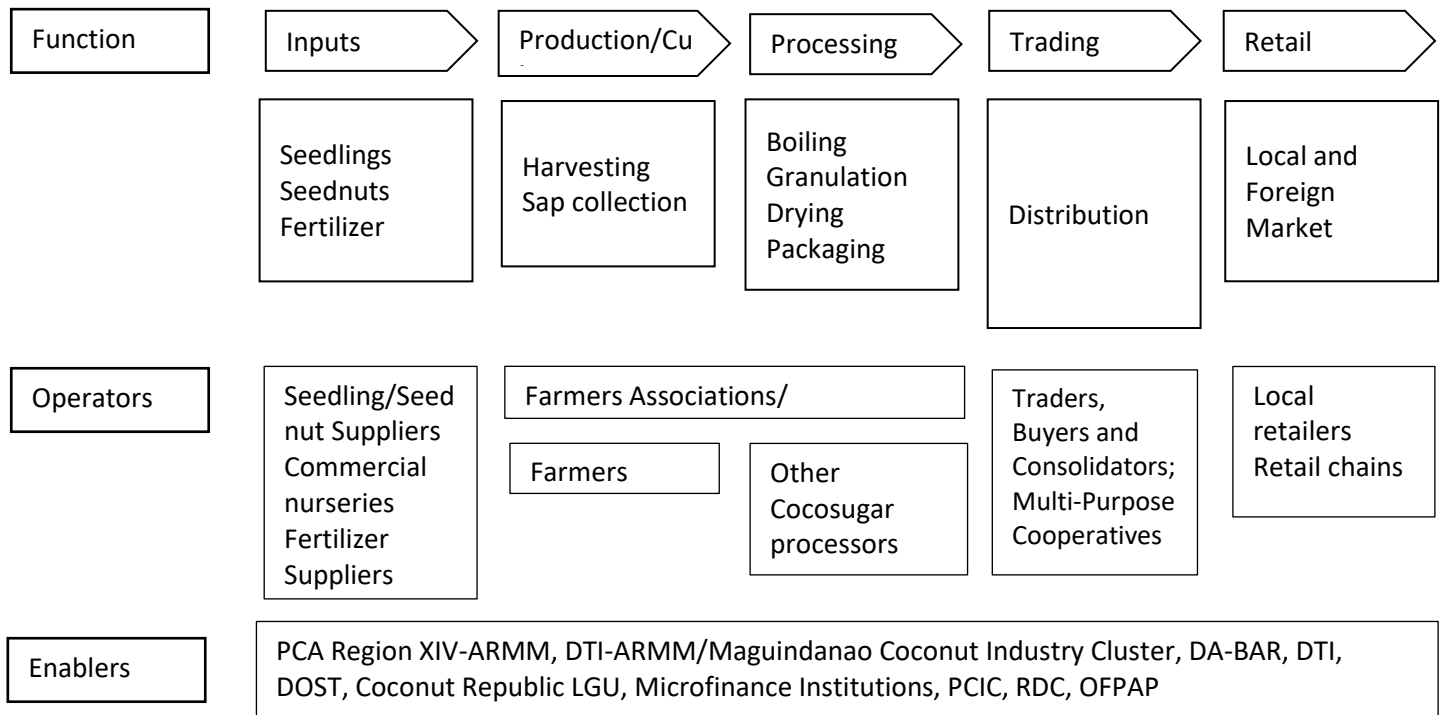 Function
Inputs
Production/Cu
Processing
Trading
Retail
Seedlings
Seednuts
Fertilizer
Harvesting
Sap collection
Boiling
Granulation
Drying
Packaging
Distribution
Local and
Foreign
Market
Operators
Seedling/Seed
nut Suppliers
Commercial
nurseries
Fertilizer
Suppliers
Farmers Associations/
Farmers
Other
Cocosugar
processors
Traders,
Buyers and
Consolidators;
Multi-Purpose
Cooperatives
Local
retailers
Retail chains
Enablers
PCA Region XIV-ARMM, DTI-ARMM/Maguindanao Coconut Industry Cluster, DA-BAR, DTI,
DOST, Coconut Republic LGU, Microfinance Institutions, PCIC, RDC, OFPAP